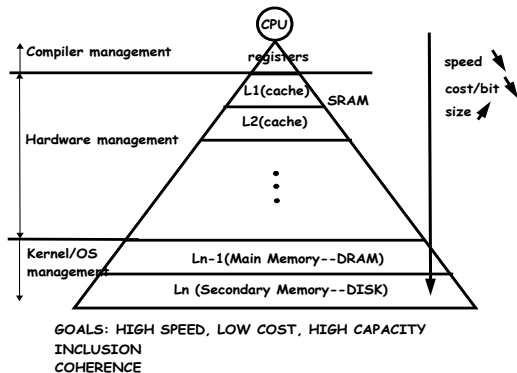 CPU
Compiler management
registers
L1(cache)
SRAM
L2(cache)
Hardware management
speed
cost/bit
size
Kernel/OS
management
Ln-1(Main Memory--DRAM)
Ln (Secondary Memory--DISK)
GOALS: HIGH SPEED, LOW COST, HIGH CAPACITY
INCLUSION
COHERENCE